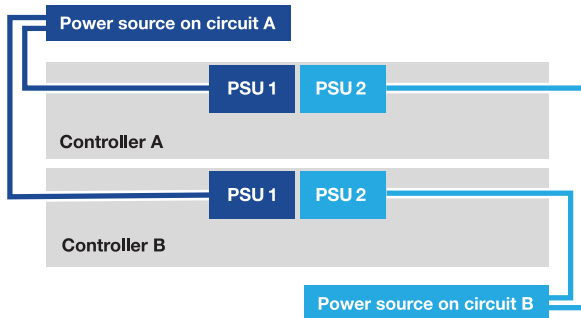 Power source on circuit A
PSU 1 PSU 2
Controller A
PSU 1 PSU 2
Controller B
Power source on circuit B